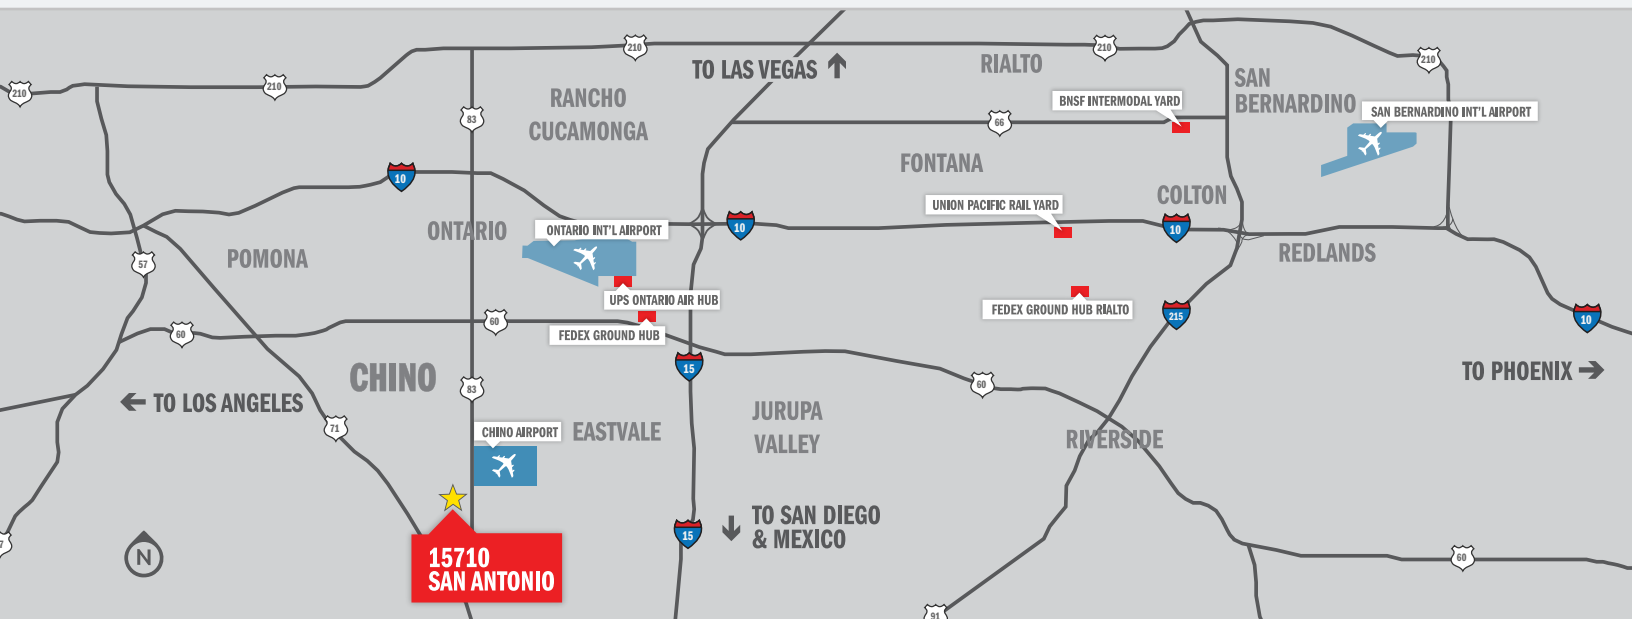 210
210
210
210
210
TO LAS VEGAS
RIALTO
SAN
BERNARDINO
RANCHO
CUCAMONGA
83
66
BNSF INTERMODAL YARD
SAN BERNARDINO INT'L AIRPORT
FONTANA
10
COLTON
UNION PACIFIC RAIL YARD
ONTARIO
ONTARIO INT'L AIRPORT
10
10
POMONA
57
REDLANDS
UPS ONTARIO AIR HUB
FEDEX GROUND HUB RIALTO
60
60
FEDEX GROUND HUB
215
10
CHINO
83
15
60
TO PHOENIX
TO LOS ANGELES
71
CHINO AIRPORT
EASTVALE
JURUPA
VALLEY
RIVERSIDE
N
15710
SAN ANTONIO
15
TO SAN DIEGO
& MEXICO
60
91